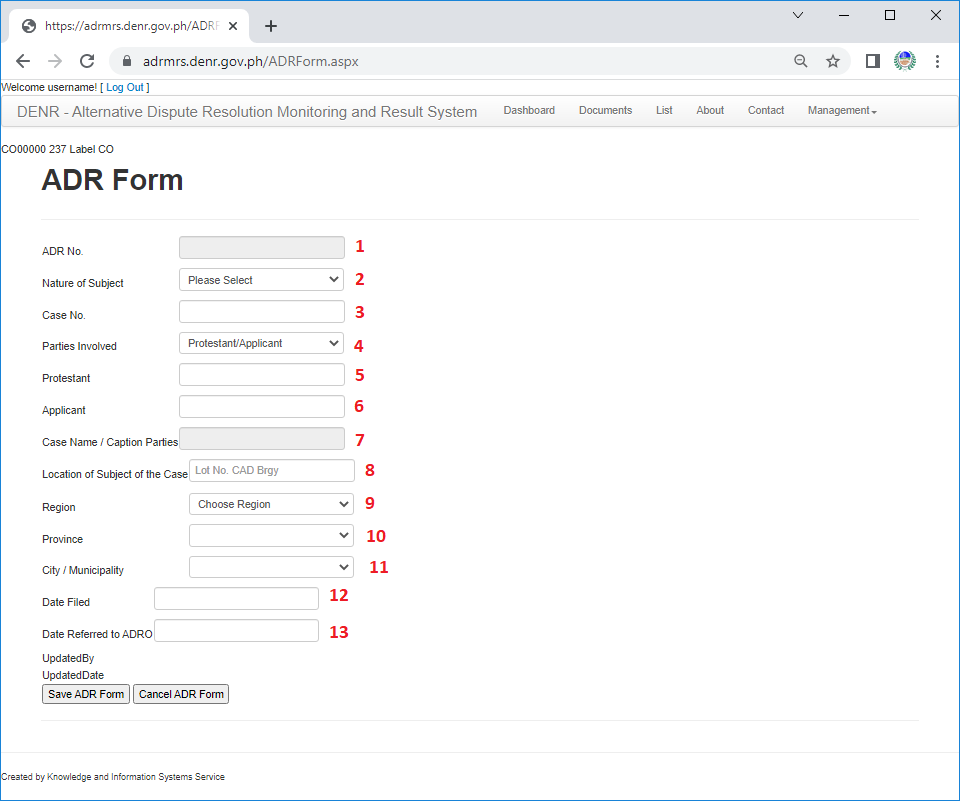 https://adrmrs.denr.gov.ph/ADRF
adrmrs.denr.gov.ph/ADRForm.aspx
Welcome username! [ Log Out ]
DENR - Alternative Dispute Resolution Monitoring and Result System Dashboard Documents List About Contact Management
CO00000 237 Label CO
ADR Form
ADR No. 1
Nature of Subject Please Select 2
Case No. 3
Parties Involved Protestant/Applicant 4
Protestant 5
Applicant 6
Case Name / Caption Parties 7
Location of Subject of the Case Lot No. CAD Brgy 8
Region Choose Region 9
Province 10
City / Municipality 11
Date Filed 12
Date Referred to ADRO 13
UpdatedBy
UpdatedDate
Save ADR Form Cancel ADR Form
Created by Knowledge and Information Systems Service